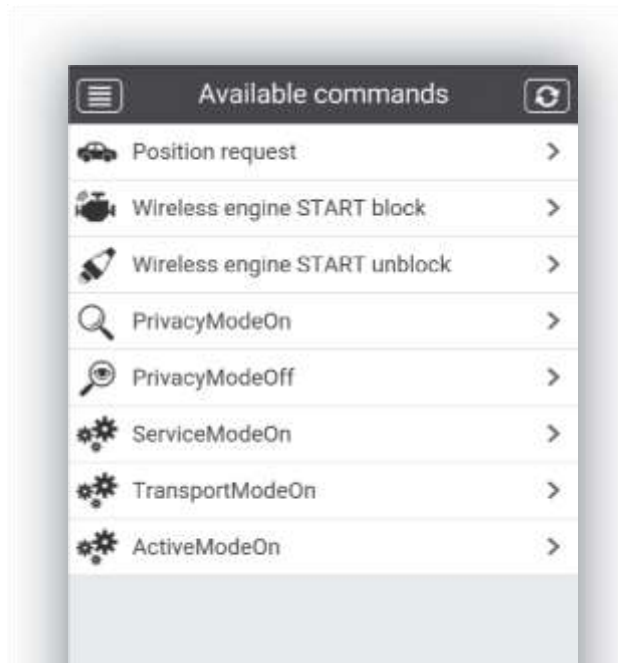 Available commands
Position request
Wireless engine START block
Wireless engine START unblock
PrivacyModeOn
PrivacyModeOff
ServiceModeOn
TransportModeOn
ActiveModeOn